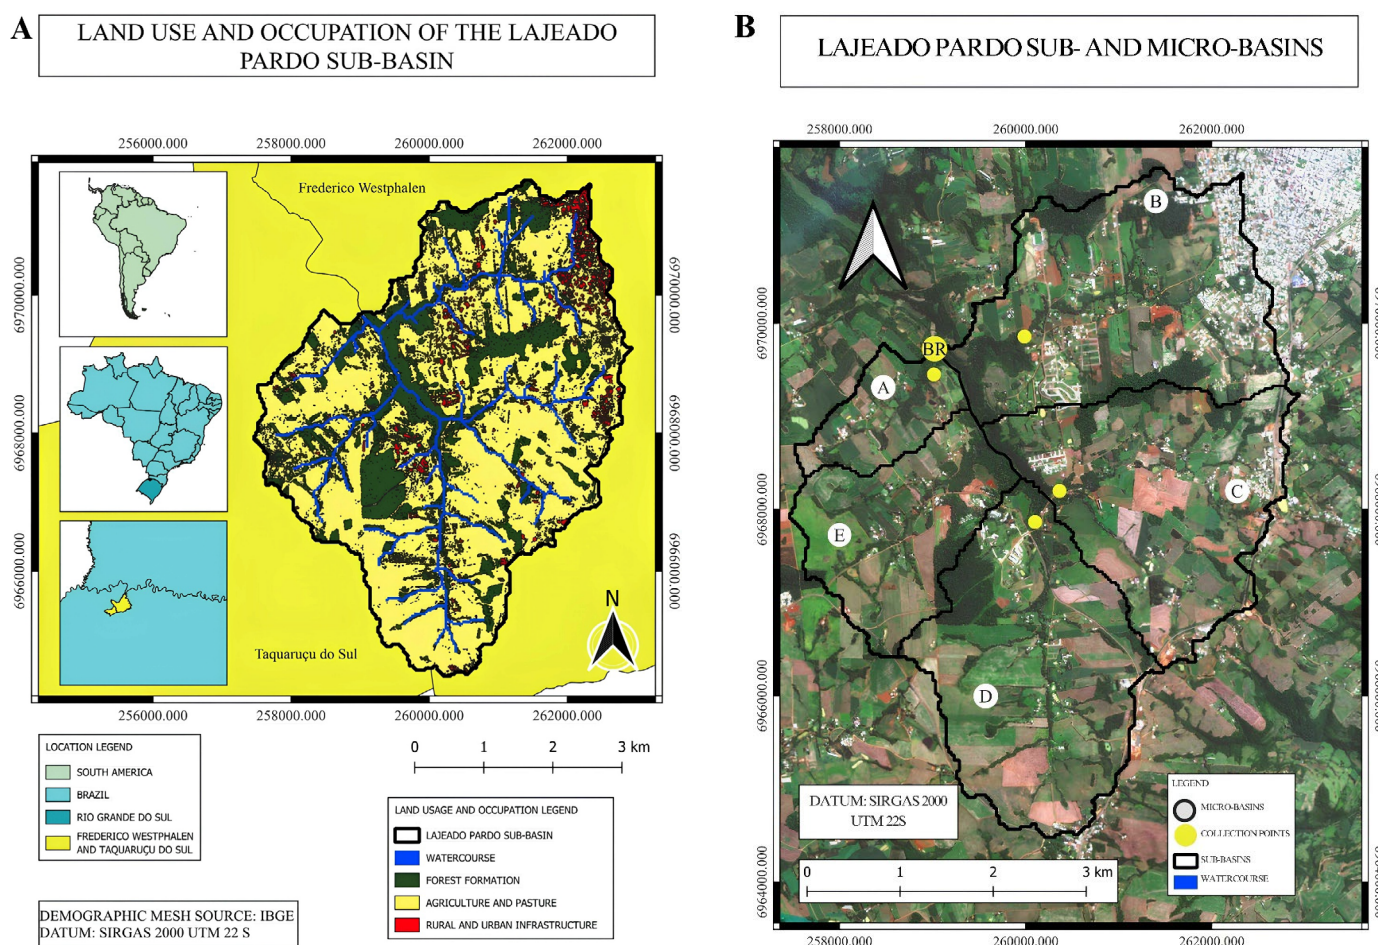 A
LAND USE AND OCCUPATION OF THE LAJEADO
PARDO SUB-BASIN
256000.000 258000.000 260000.000 262000.000
Frederico Westphalen
6970000.000
6970000.000
6968000.000
6968000.000
6966000.000
6966000.000
N
Taquaruçu do Sul
256000.000 258000.000 260000.000 262000.000
LOCATION LEGEND
SOUTH AMERICA
BRAZIL
RIO GRANDE DO SUL
FREDERICO WESTPHALEN
AND TAQUARUÇU DO SUL
0 1 2 3 km
LAND USAGE AND OCCUPATION LEGEND
LAJEADO PARDO SUB-BASIN
WATERCOURSE
FOREST FORMATION
AGRICULTURE AND PASTURE
RURAL AND URBAN INFRASTRUCTURE
DEMOGRAPHIC MESH SOURCE: IBGE
DATUM: SIRGAS 2000 UTM 22 S
B
LAJEADO PARDO SUB- AND MICRO-BASINS
258000.000 260000.000 262000.000
B
6970000.000
BR
A
C
6968000.000
E
D
6966000.000
DATUM: SIRGAS 2000
UTM 22S
LEGEND
MICRO-BASINS
COLLECTION POINTS
SUB-BASINS
WATERCOURSE
0 1 2 3 km
6964000.000
258000.000 260000.000 262000.000